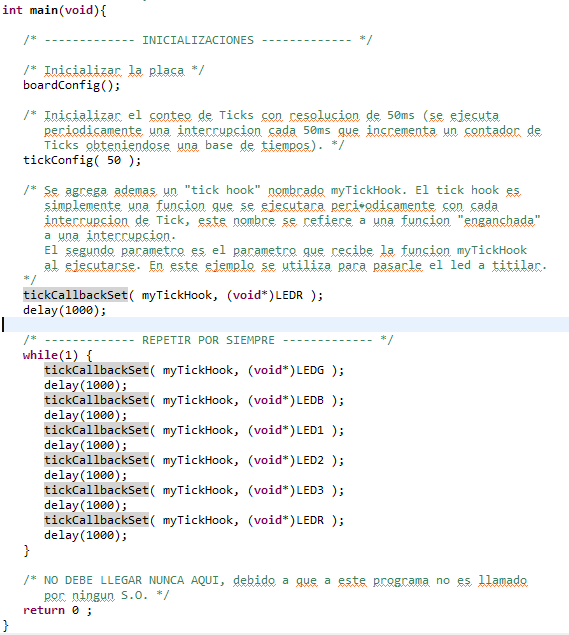 int main(void){
/* ------------- INICIALIZACIONES ------------- */
/* Inicializar la placa */
boardConfig();
/* Inicializar el conteo de Ticks con resolucion de 50ms (se ejecuta
periodicamente una interrupcion cada 50ms que incrementa un contador de
Ticks obteniendose una base de tiempos). */
tickConfig( 50 );
/* Se agrega ademas un "tick hook" nombrado myTickHook. El tick hook es
simplemente una funcion que se ejecutara peri�odicamente con cada
interrupcion de Tick, este nombre se refiere a una funcion "enganchada"
a una interrupcion.
El segundo parametro es el parametro que recibe la funcion myTickHook
al ejecutarse. En este ejemplo se utiliza para pasarle el led a titilar.
*/
tickCallbackSet( myTickHook, (void*)LEDR );
delay(1000);
/* ------------- REPETIR POR SIEMPRE ------------- */
while(1) {
tickCallbackSet( myTickHook, (void*)LEDG );
delay(1000);
tickCallbackSet( myTickHook, (void*)LEDB );
delay(1000);
tickCallbackSet( myTickHook, (void*)LED1 );
delay(1000);
tickCallbackSet( myTickHook, (void*)LED2 );
delay(1000);
tickCallbackSet( myTickHook, (void*)LED3 );
delay(1000);
tickCallbackSet( myTickHook, (void*)LEDR );
delay(1000);
}
/* NO DEBE LLEGAR NUNCA AQUI, debido a que a este programa no es llamado
por ningun S.O. */
return 0 ;
}